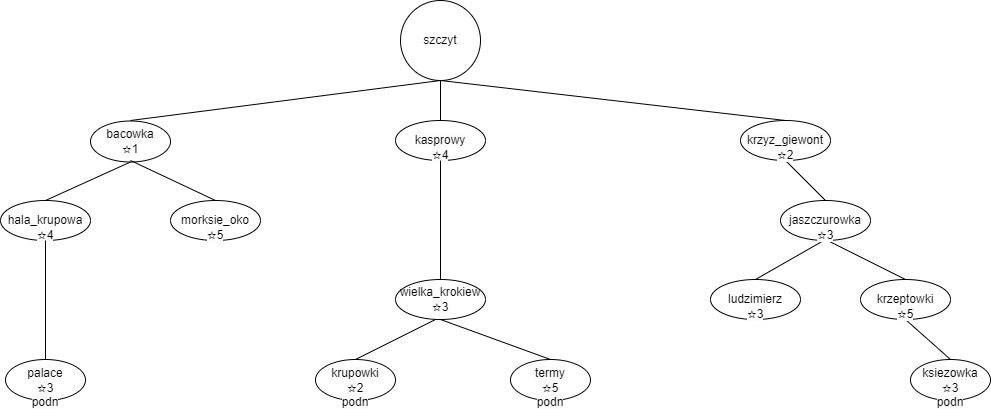 szczyt
bacowka
☆1
kasprowy
☆4
krzyz_giewont
☆2
hala_krupowa
☆4
morksie_oko
☆5
jaszczurowka
☆3
wielka_krokiew
☆3
ludzimierz
☆3
krzeptowki
☆5
palace
☆3
podn
krupowki
☆2
podn
termy
☆5
podn
ksiezowka
☆3
podn